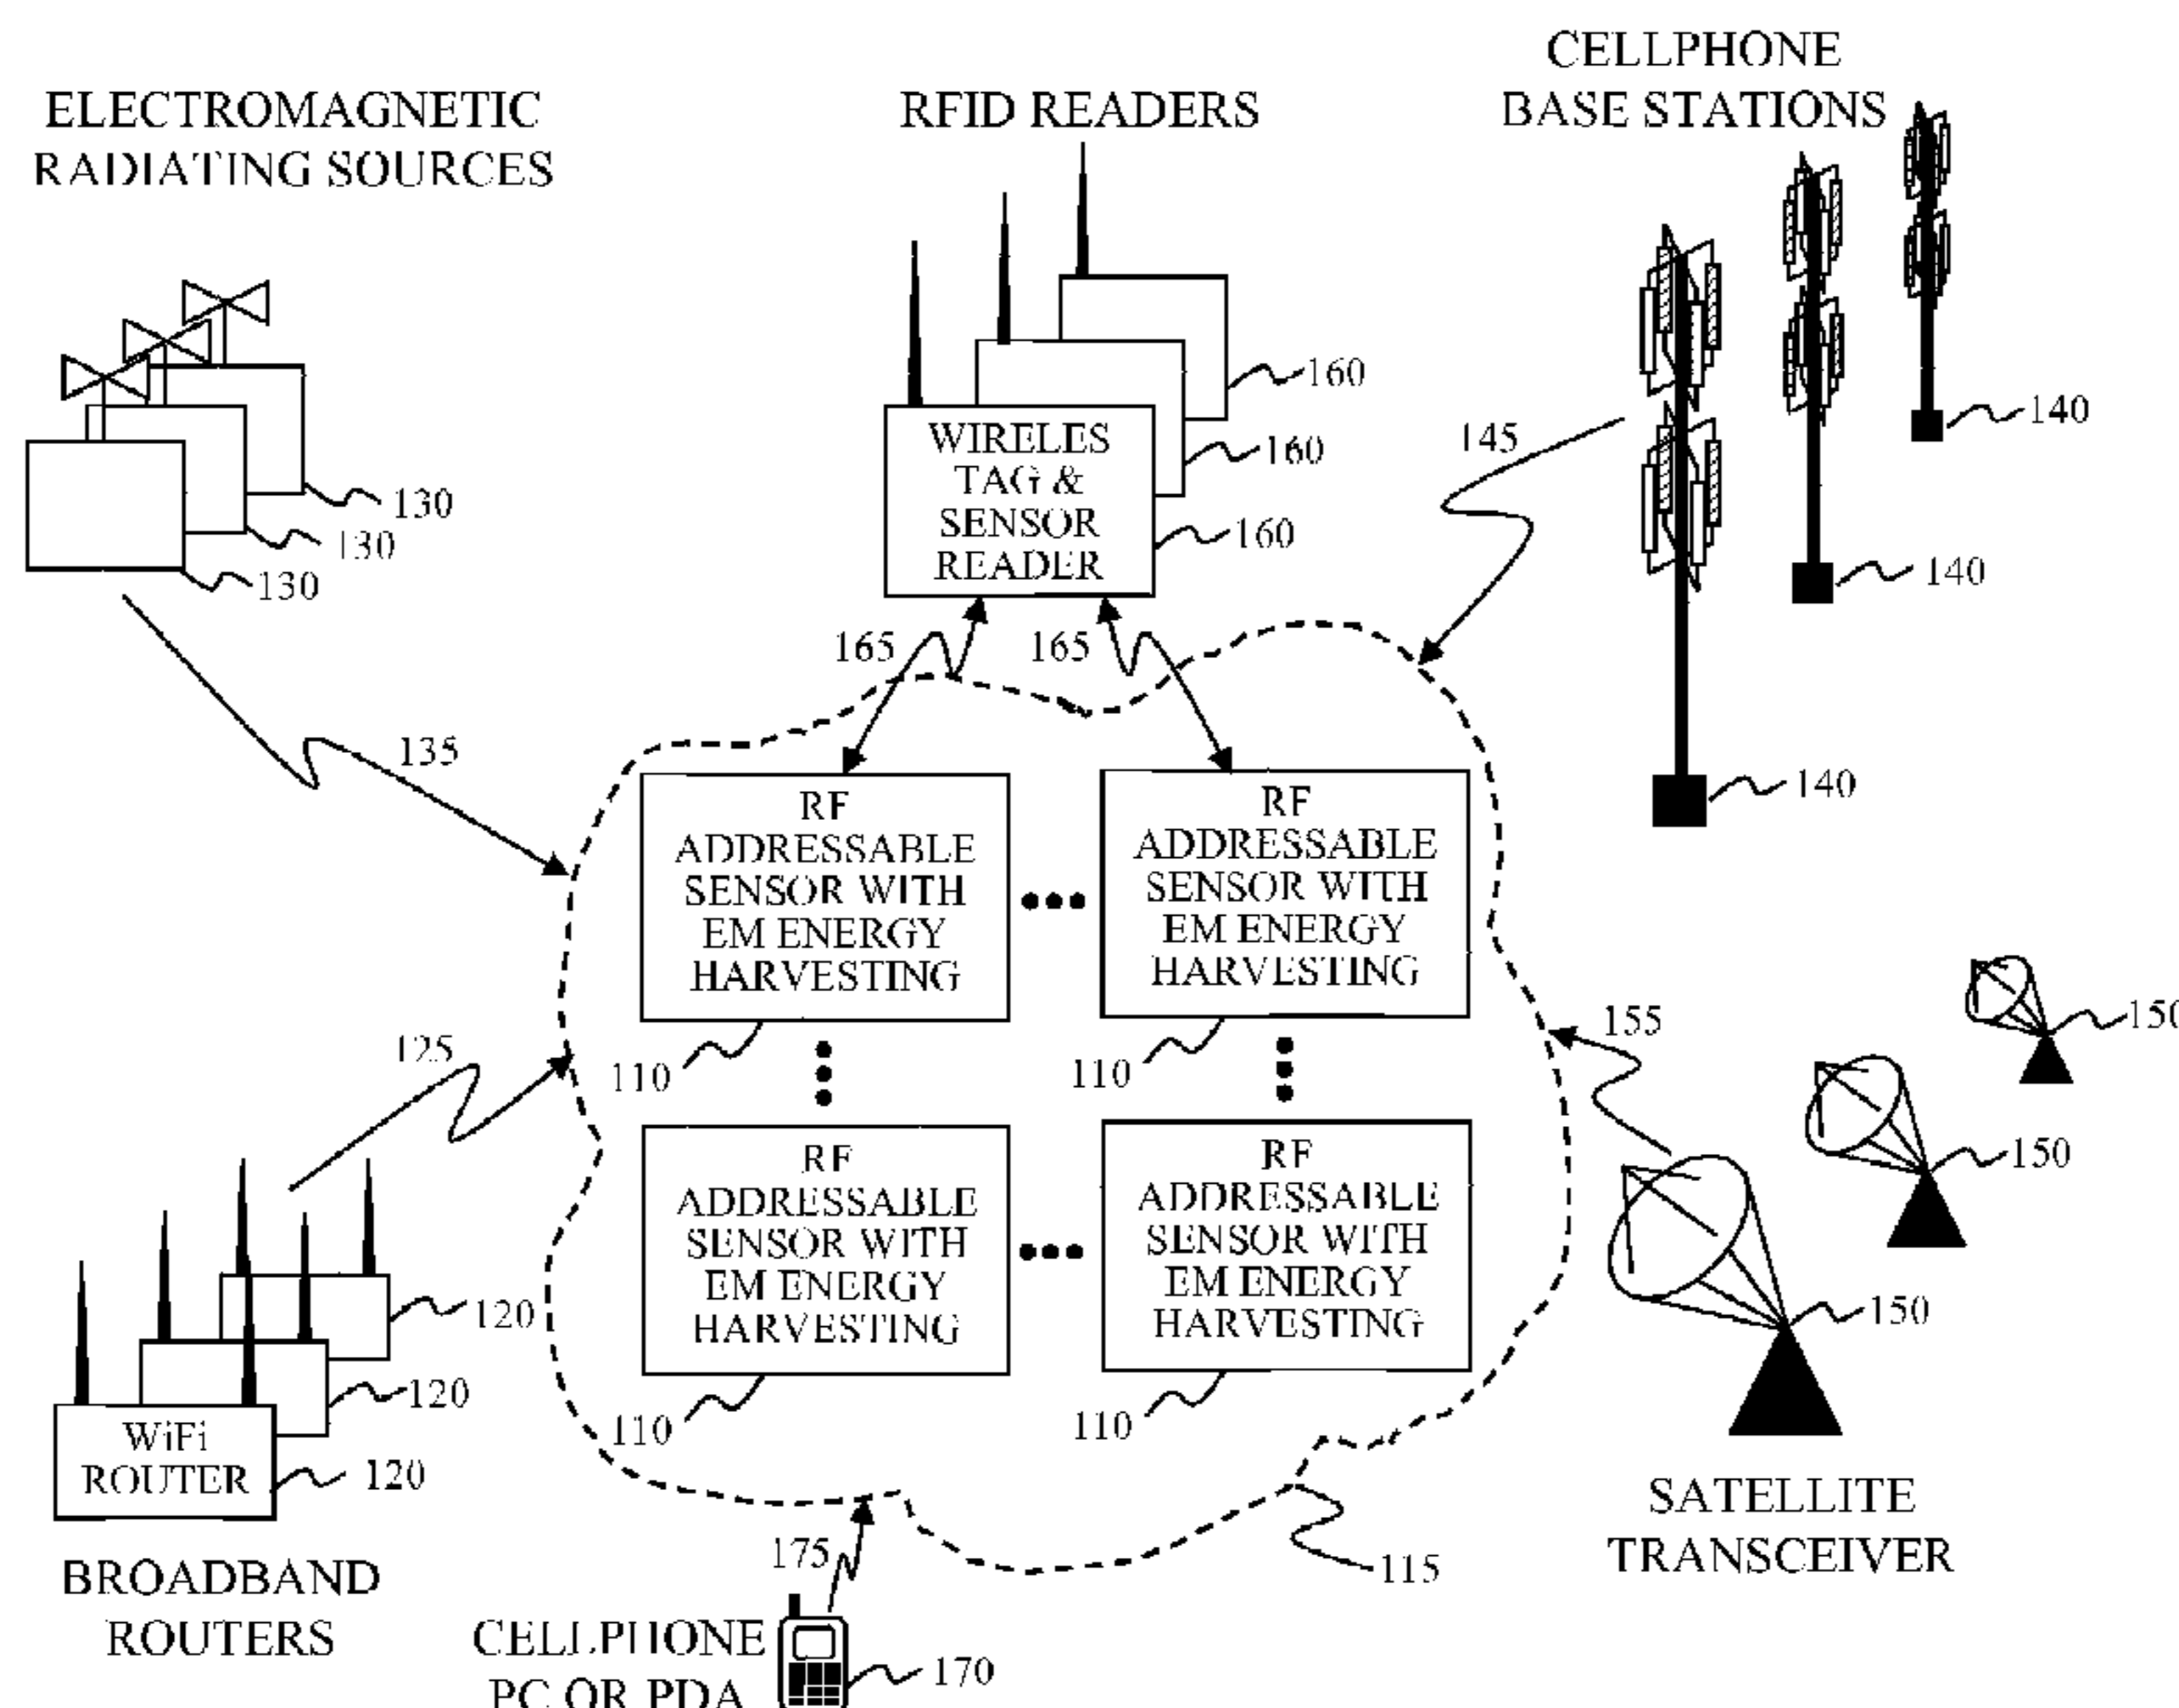 ELECTROMAGNETIC
RADIATING SOURCES
RFID READERS
CELLPHONE
BASE STATIONS
130
130
130
WIRELES
TAG &
SENSOR
READER
160
160
160
145
140
140
140
165
165
135
RF
ADDRESSABLE
SENSOR WITH
EM ENERGY
HARVESTING
110
RF
ADDRESSABLE
SENSOR WITH
EM ENERGY
HARVESTING
110
125
155
150
150
150
RF
ADDRESSABLE
SENSOR WITH
EM ENERGY
HARVESTING
110
RF
ADDRESSABLE
SENSOR WITH
EM ENERGY
HARVESTING
110
120
120
WiFi
ROUTER
120
BROADBAND
ROUTERS
SATELLITE
TRANSCEIVER
175
115
CELLPHONE
PC OR PDA
170